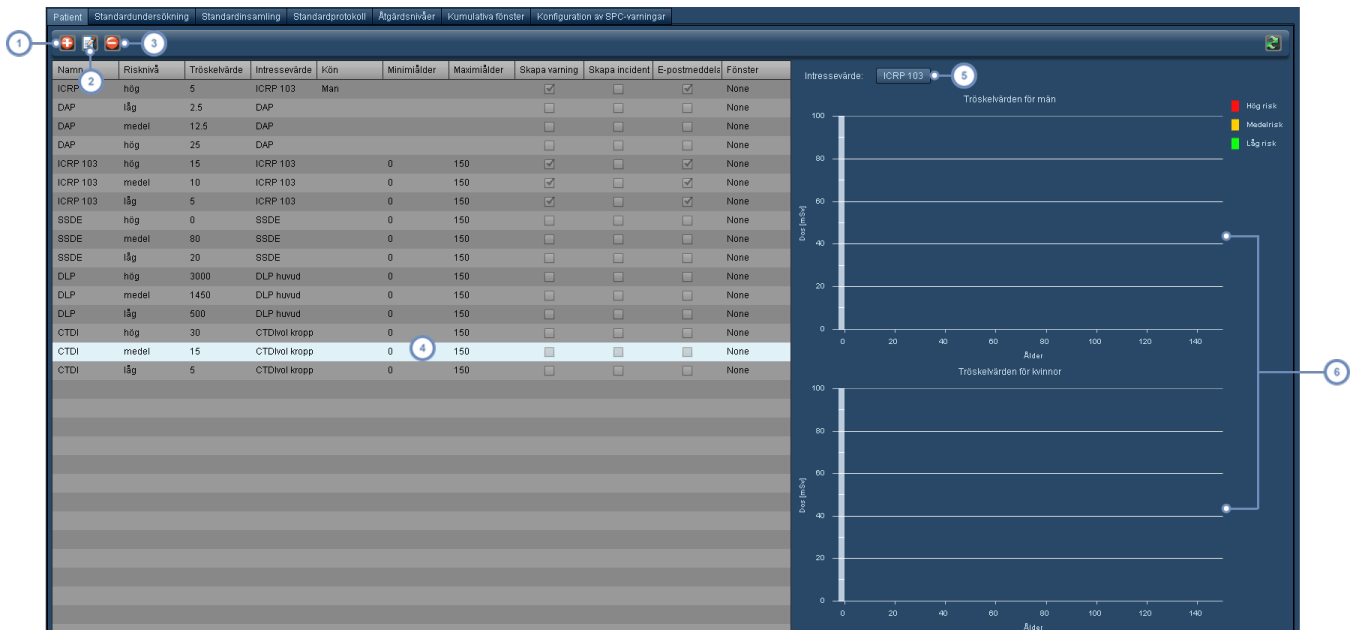 Patient Standardundersökning Standardinsamling Standardprotokoll Åtgärdsnivåer Kumulativa fönster Konfiguration av SPC-varningar
1 2 3
Namn Risknivå Tröskelvärde Intressevärde Kön Minimiålder Maximiålder Skapa varning Skapa incident E-postmeddela Fönster
ICRP hög 5 ICRP 103 Män None
DAP låg 2.5 DAP None
DAP medel 12.5 DAP None
DAP hög 25 DAP None
ICRP 103 hög 15 ICRP 103 0 150 None
ICRP 103 medel 10 ICRP 103 0 150 None
ICRP 103 låg 5 ICRP 103 0 150 None
SSDE hög 0 SSDE 0 150 None
SSDE medel 80 SSDE 0 150 None
SSDE låg 20 SSDE 0 150 None
DLP hög 3000 DLP huvud 0 150 None
DLP medel 1450 DLP huvud 0 150 None
DLP låg 500 DLP huvud 0 150 None
CTDI hög 30 CTDIvol kropp 0 150 None
CTDI medel 15 CTDIvol kropp 0 4 150 None
CTDI låg 5 CTDIvol kropp 0 150 None
Intressevärde: ICRP 103 5
Tröskelvärden för män
Hög risk
Medelrisk
Låg risk
100
80
60
40
20
0
Dos [mSv]
0 20 40 60 80 100 120 140
Ålder
6
Tröskelvärden för kvinnor
100
80
60
40
20
0
Dos [mSv]
0 20 40 60 80 100 120 140
Ålder